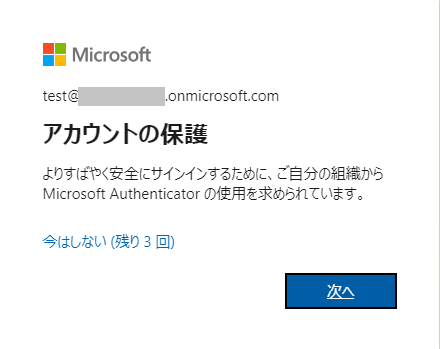 Microsoft
test@ .onmicrosoft.com
アカウントの保護
よりすばやく安全にサインインするために、ご自分の組織から
Microsoft Authenticator の使用を求められています。
今はしない (残り 3 回)
次へ